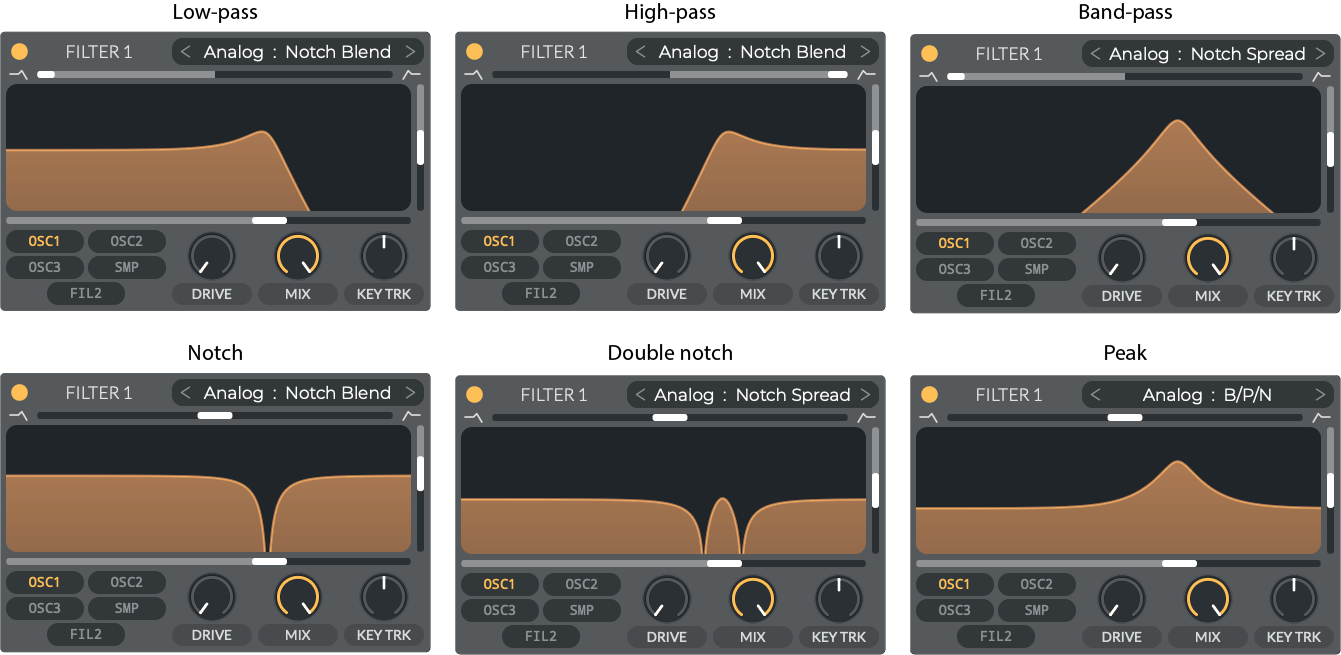 Low-pass
FILTER 1 < Analog : Notch Blend >
OSC1 OSC2
OSC3 SMP
FIL2 DRIVE MIX KEY TRK
High-pass
FILTER 1 < Analog : Notch Blend >
OSC1 OSC2
OSC3 SMP
FIL2 DRIVE MIX KEY TRK
Band-pass
FILTER 1 < Analog : Notch Spread >
OSC1 OSC2
OSC3 SMP
FIL2 DRIVE MIX KEY TRK
Notch
FILTER 1 < Analog : Notch Blend >
OSC1 OSC2
OSC3 SMP
FIL2 DRIVE MIX KEY TRK
Double notch
FILTER 1 < Analog : Notch Spread >
OSC1 OSC2
OSC3 SMP
FIL2 DRIVE MIX KEY TRK
Peak
FILTER 1 < Analog : B/P/N >
OSC1 OSC2
OSC3 SMP
FIL2 DRIVE MIX KEY TRK